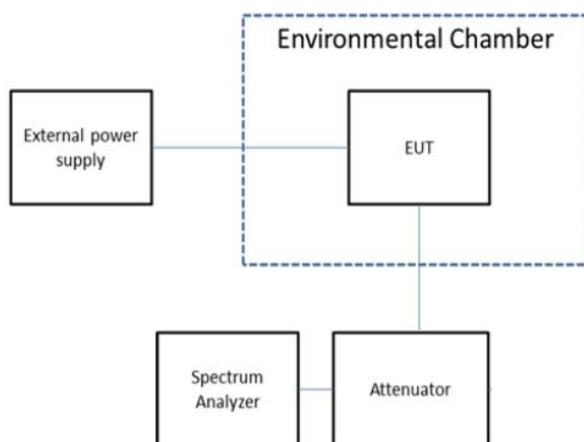 Environmental Chamber
External power
supply
EUT
Spectrum
Analyzer
Attenuator